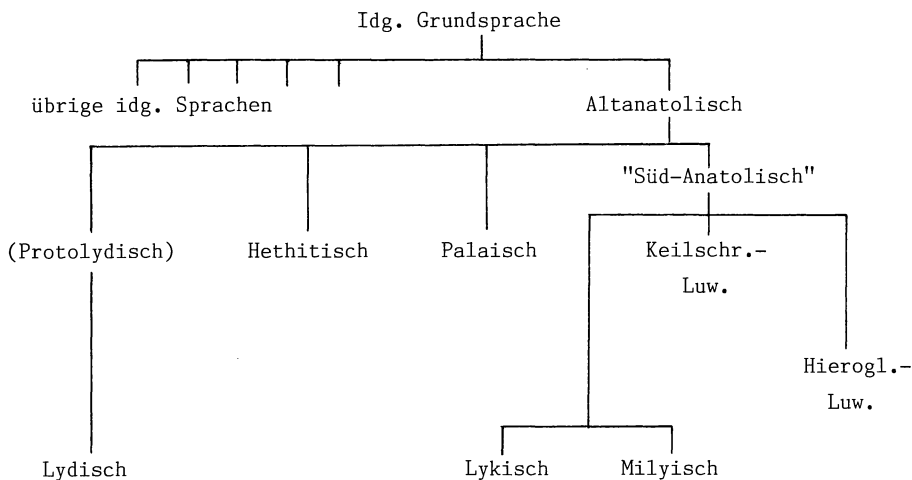 Idg. Grundsprache
übrige idg. Sprachen Altanatolisch
"Süd-Anatolisch"
(Protolydisch) Hethitisch Palaisch Keilschr.-
Luw.
Hierogl.-
Luw.
Lydisch Lykisch Milyisch